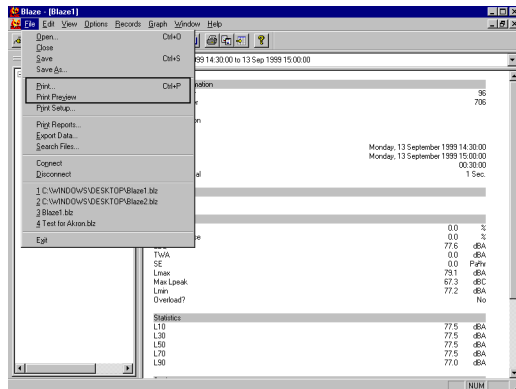 Blaze - [Blaze1]
File Edit View Options Records Graph Window Help
Open... Ctrl+O
Close
Save Ctrl+S
Save As...
Print... Ctrl+P
Print Preview
Print Setup...
Print Reports...
Export Data...
Search Files...
Connect
Disconnect
1 C:\WINDOWS\DESKTOP\Blaze1.blz
2 C:\WINDOWS\DESKTOP\Blaze2.blz
3 Blaze1.blz
4 Test for Akron.blz
Exit
99 14:30:00 to 13 Sep 1999 15:00:00
mation
96
706
on
Monday, 13 September 1999 14:30:00
Monday, 13 September 1999 15:00:00
00:30:00
al 1 Sec.
0.0 %
se 0.0 %
77.6 dBA
TWA 0.0 dBA
SE 0.0 Pa²hr
Lmax 79.1 dBA
Max Lpeak 67.3 dBC
Lmin 77.2 dBA
Overload? No
Statistics
L10 77.5 dBA
L30 77.5 dBA
L50 77.5 dBA
L70 77.5 dBA
L90 77.0 dBA
NUM